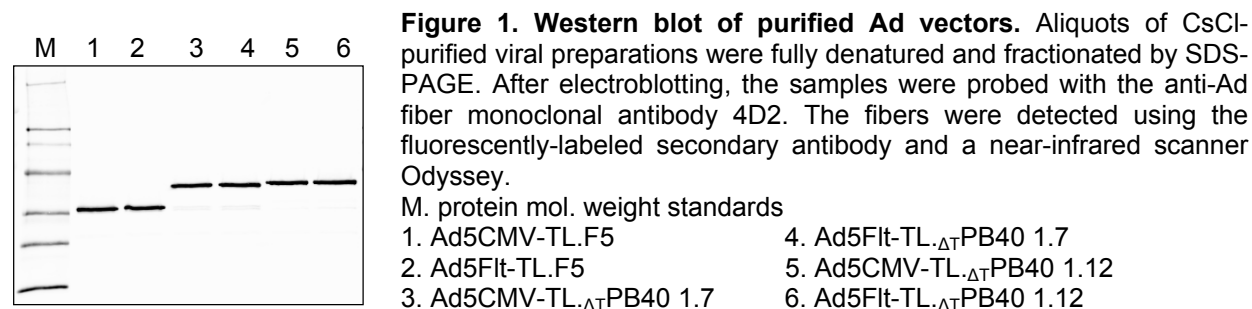 M 1 2 3 4 5 6
Figure 1. Western blot of purified Ad vectors. Aliquots of CsCl-
purified viral preparations were fully denatured and fractionated by SDS-
PAGE. After electroblotting, the samples were probed with the anti-Ad
fiber monoclonal antibody 4D2. The fibers were detected using the
fluorescently-labeled secondary antibody and a near-infrared scanner
Odyssey.
M. protein mol. weight standards
1. Ad5CMV-TL.F5 4. Ad5Flt-TL.ΔTPB40 1.7
2. Ad5Flt-TL.F5 5. Ad5CMV-TL.ΔTPB40 1.12
3. Ad5CMV-TL.ΔTPB40 1.7 6. Ad5Flt-TL.ΔTPB40 1.12